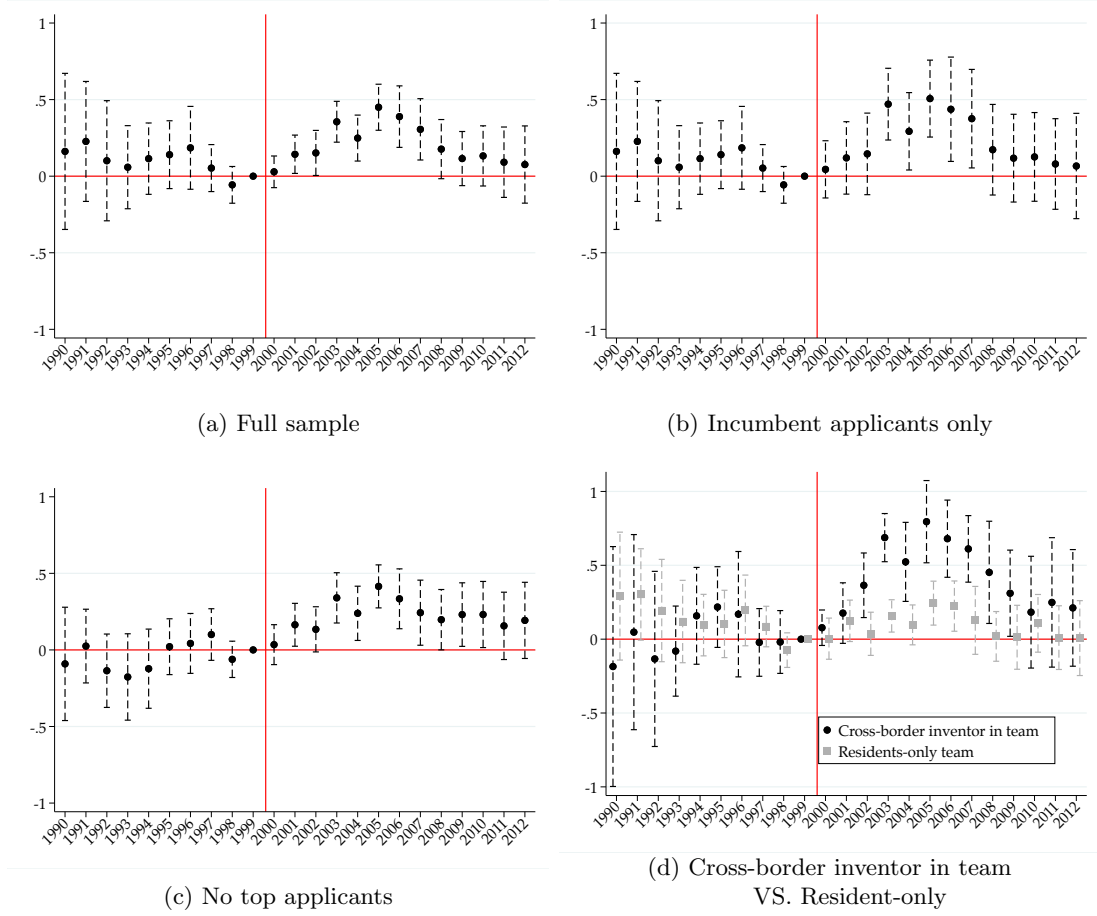 1
.5
0
-.5
-1
1990 1991 1992 1993 1994 1995 1996 1997 1998 1999 2000 2001 2002 2003 2004 2005 2006 2007 2008 2009 2010 2011 2012
(a) Full sample
1
.5
0
-.5
-1
1990 1991 1992 1993 1994 1995 1996 1997 1998 1999 2000 2001 2002 2003 2004 2005 2006 2007 2008 2009 2010 2011 2012
(b) Incumbent applicants only
1
.5
0
-.5
-1
1990 1991 1992 1993 1994 1995 1996 1997 1998 1999 2000 2001 2002 2003 2004 2005 2006 2007 2008 2009 2010 2011 2012
(c) No top applicants
1
.5
0
-.5
-1
Cross-border inventor in team
Residents-only team
1990 1991 1992 1993 1994 1995 1996 1997 1998 1999 2000 2001 2002 2003 2004 2005 2006 2007 2008 2009 2010 2011 2012
(d) Cross-border inventor in team
VS. Resident-only